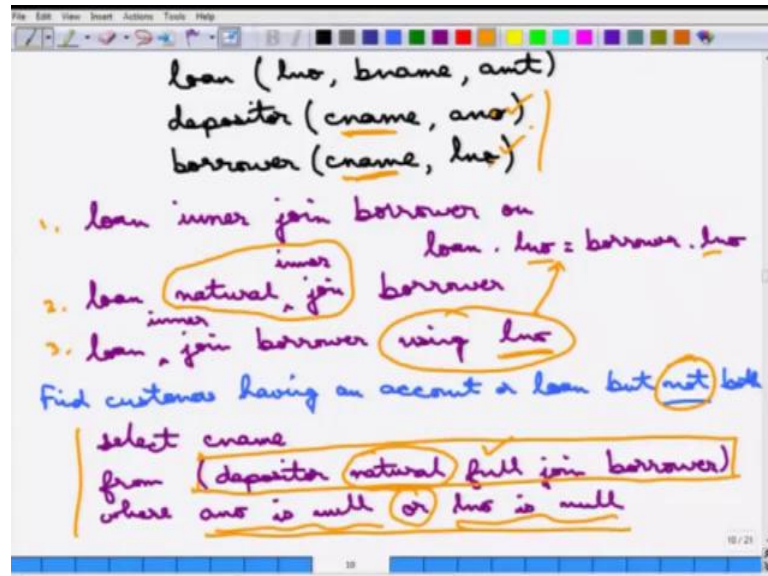 File Edit View Insert Actions Tools Help
loan (lno, bname, amt)
depositor (cname, ano)
borrower (cname, lno)
1. loan inner join borrower on
loan . lno = borrower . lno
inner
2. loan natural join borrower
inner
3. loan join borrower using lno
Find customers having an account or loan but not both
select cname
from (depositor natural full join borrower)
where ano is null or lno is null
10 / 21
10